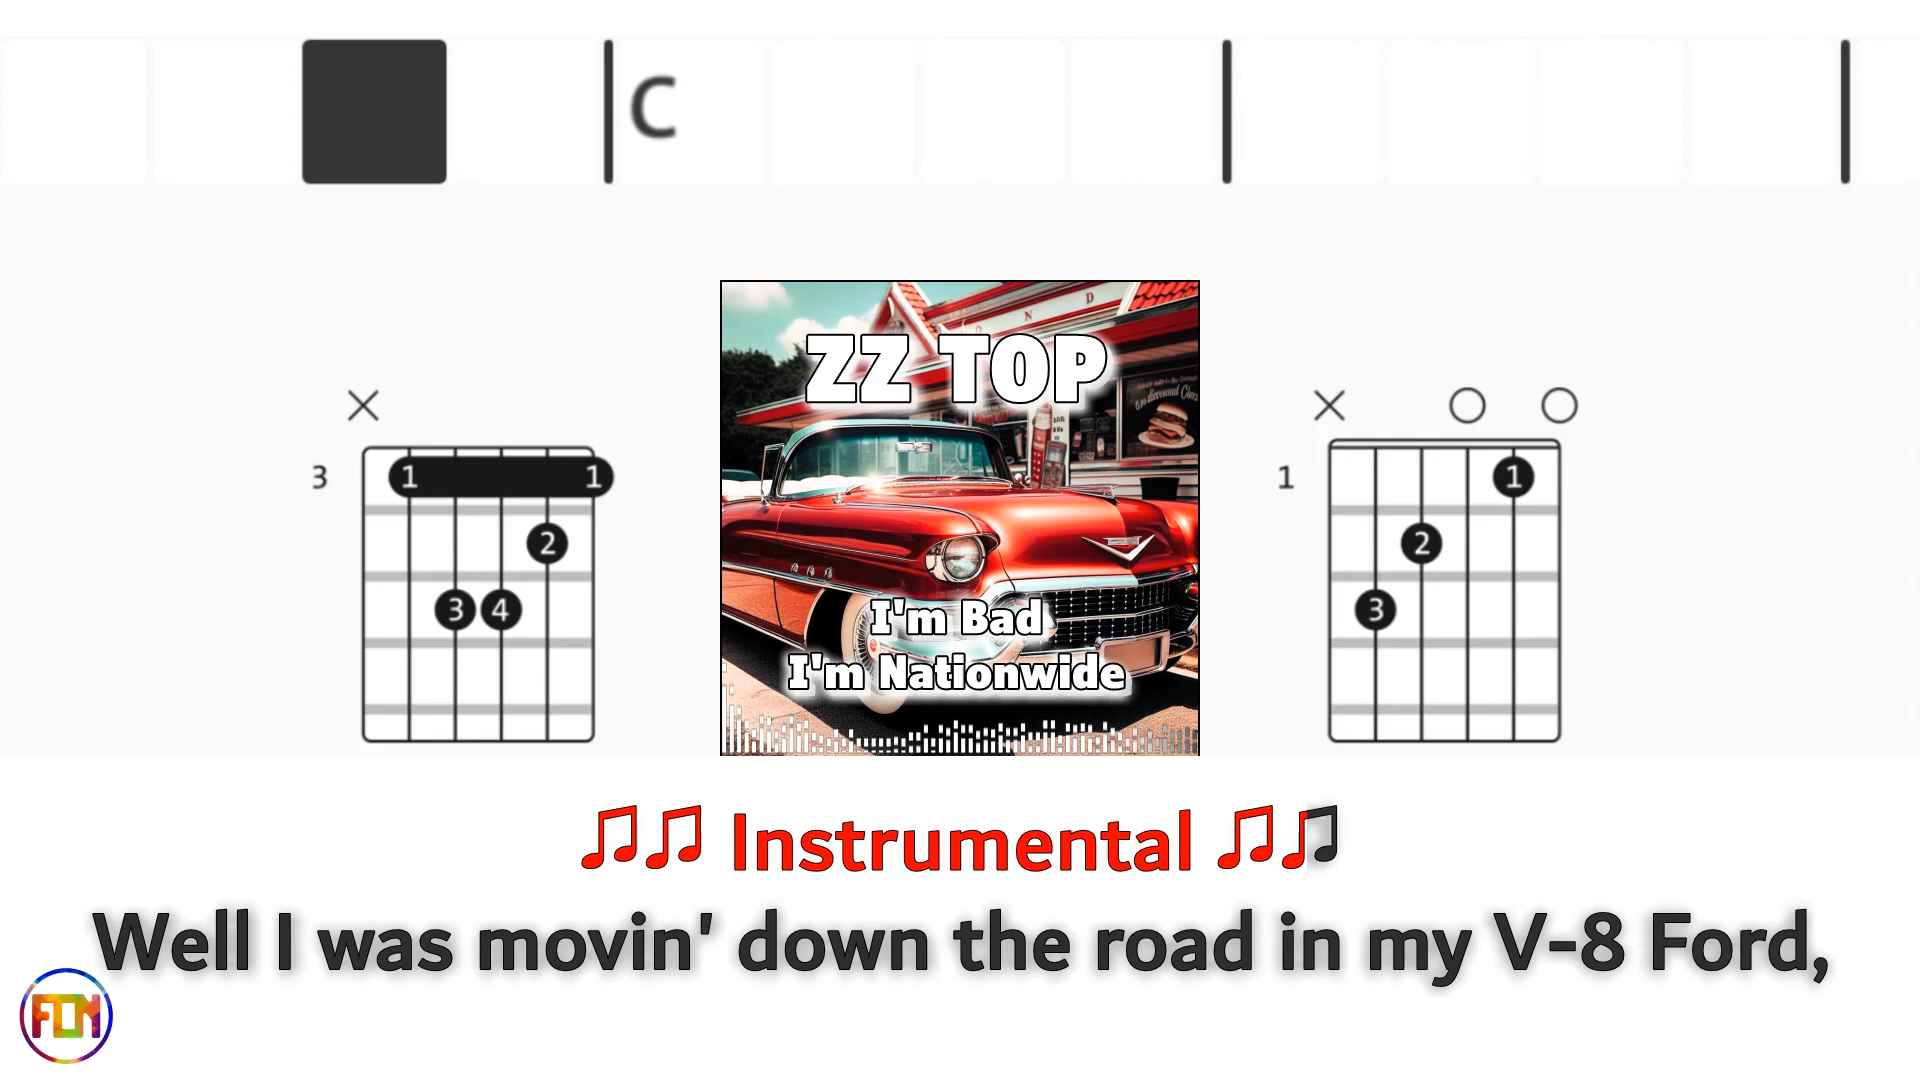 C
ZZ TOP
I'm Bad
I'm Nationwide
3
1 1
2
3 4
1
1
2
3
♫♫ Instrumental ♫♫
Well I was movin' down the road in my V-8 Ford,
FDM